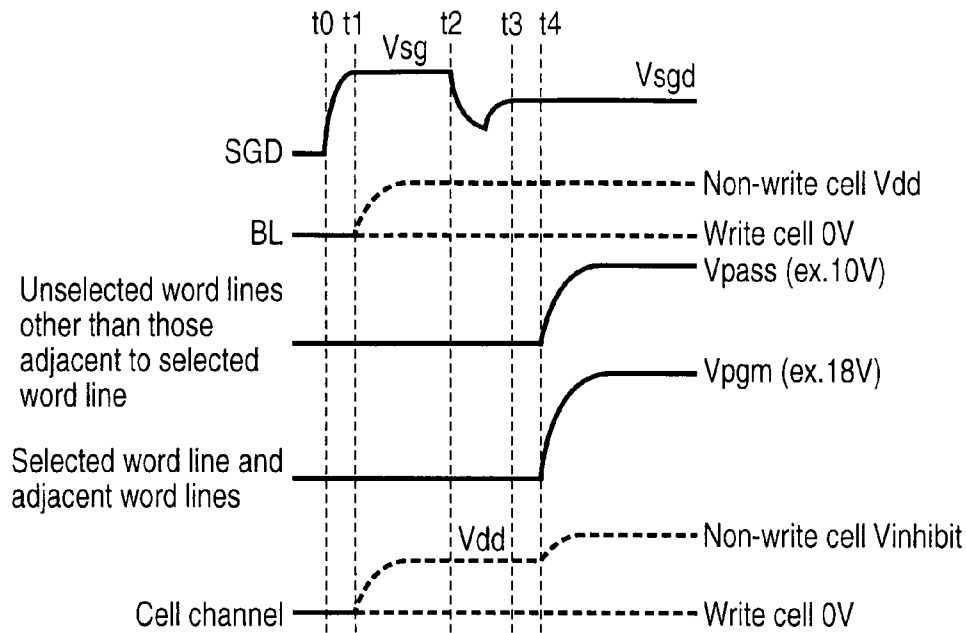 t0 t1 t2 t3 t4
Vsg
Vsgd
SGD
Non-write cell Vdd
BL
Write cell 0V
Vpass (ex.10V)
Unselected word lines
other than those
adjacent to selected
word line
Vpgm (ex.18V)
Selected word line and
adjacent word lines
Vdd
Non-write cell Vinhibit
Cell channel
Write cell 0V